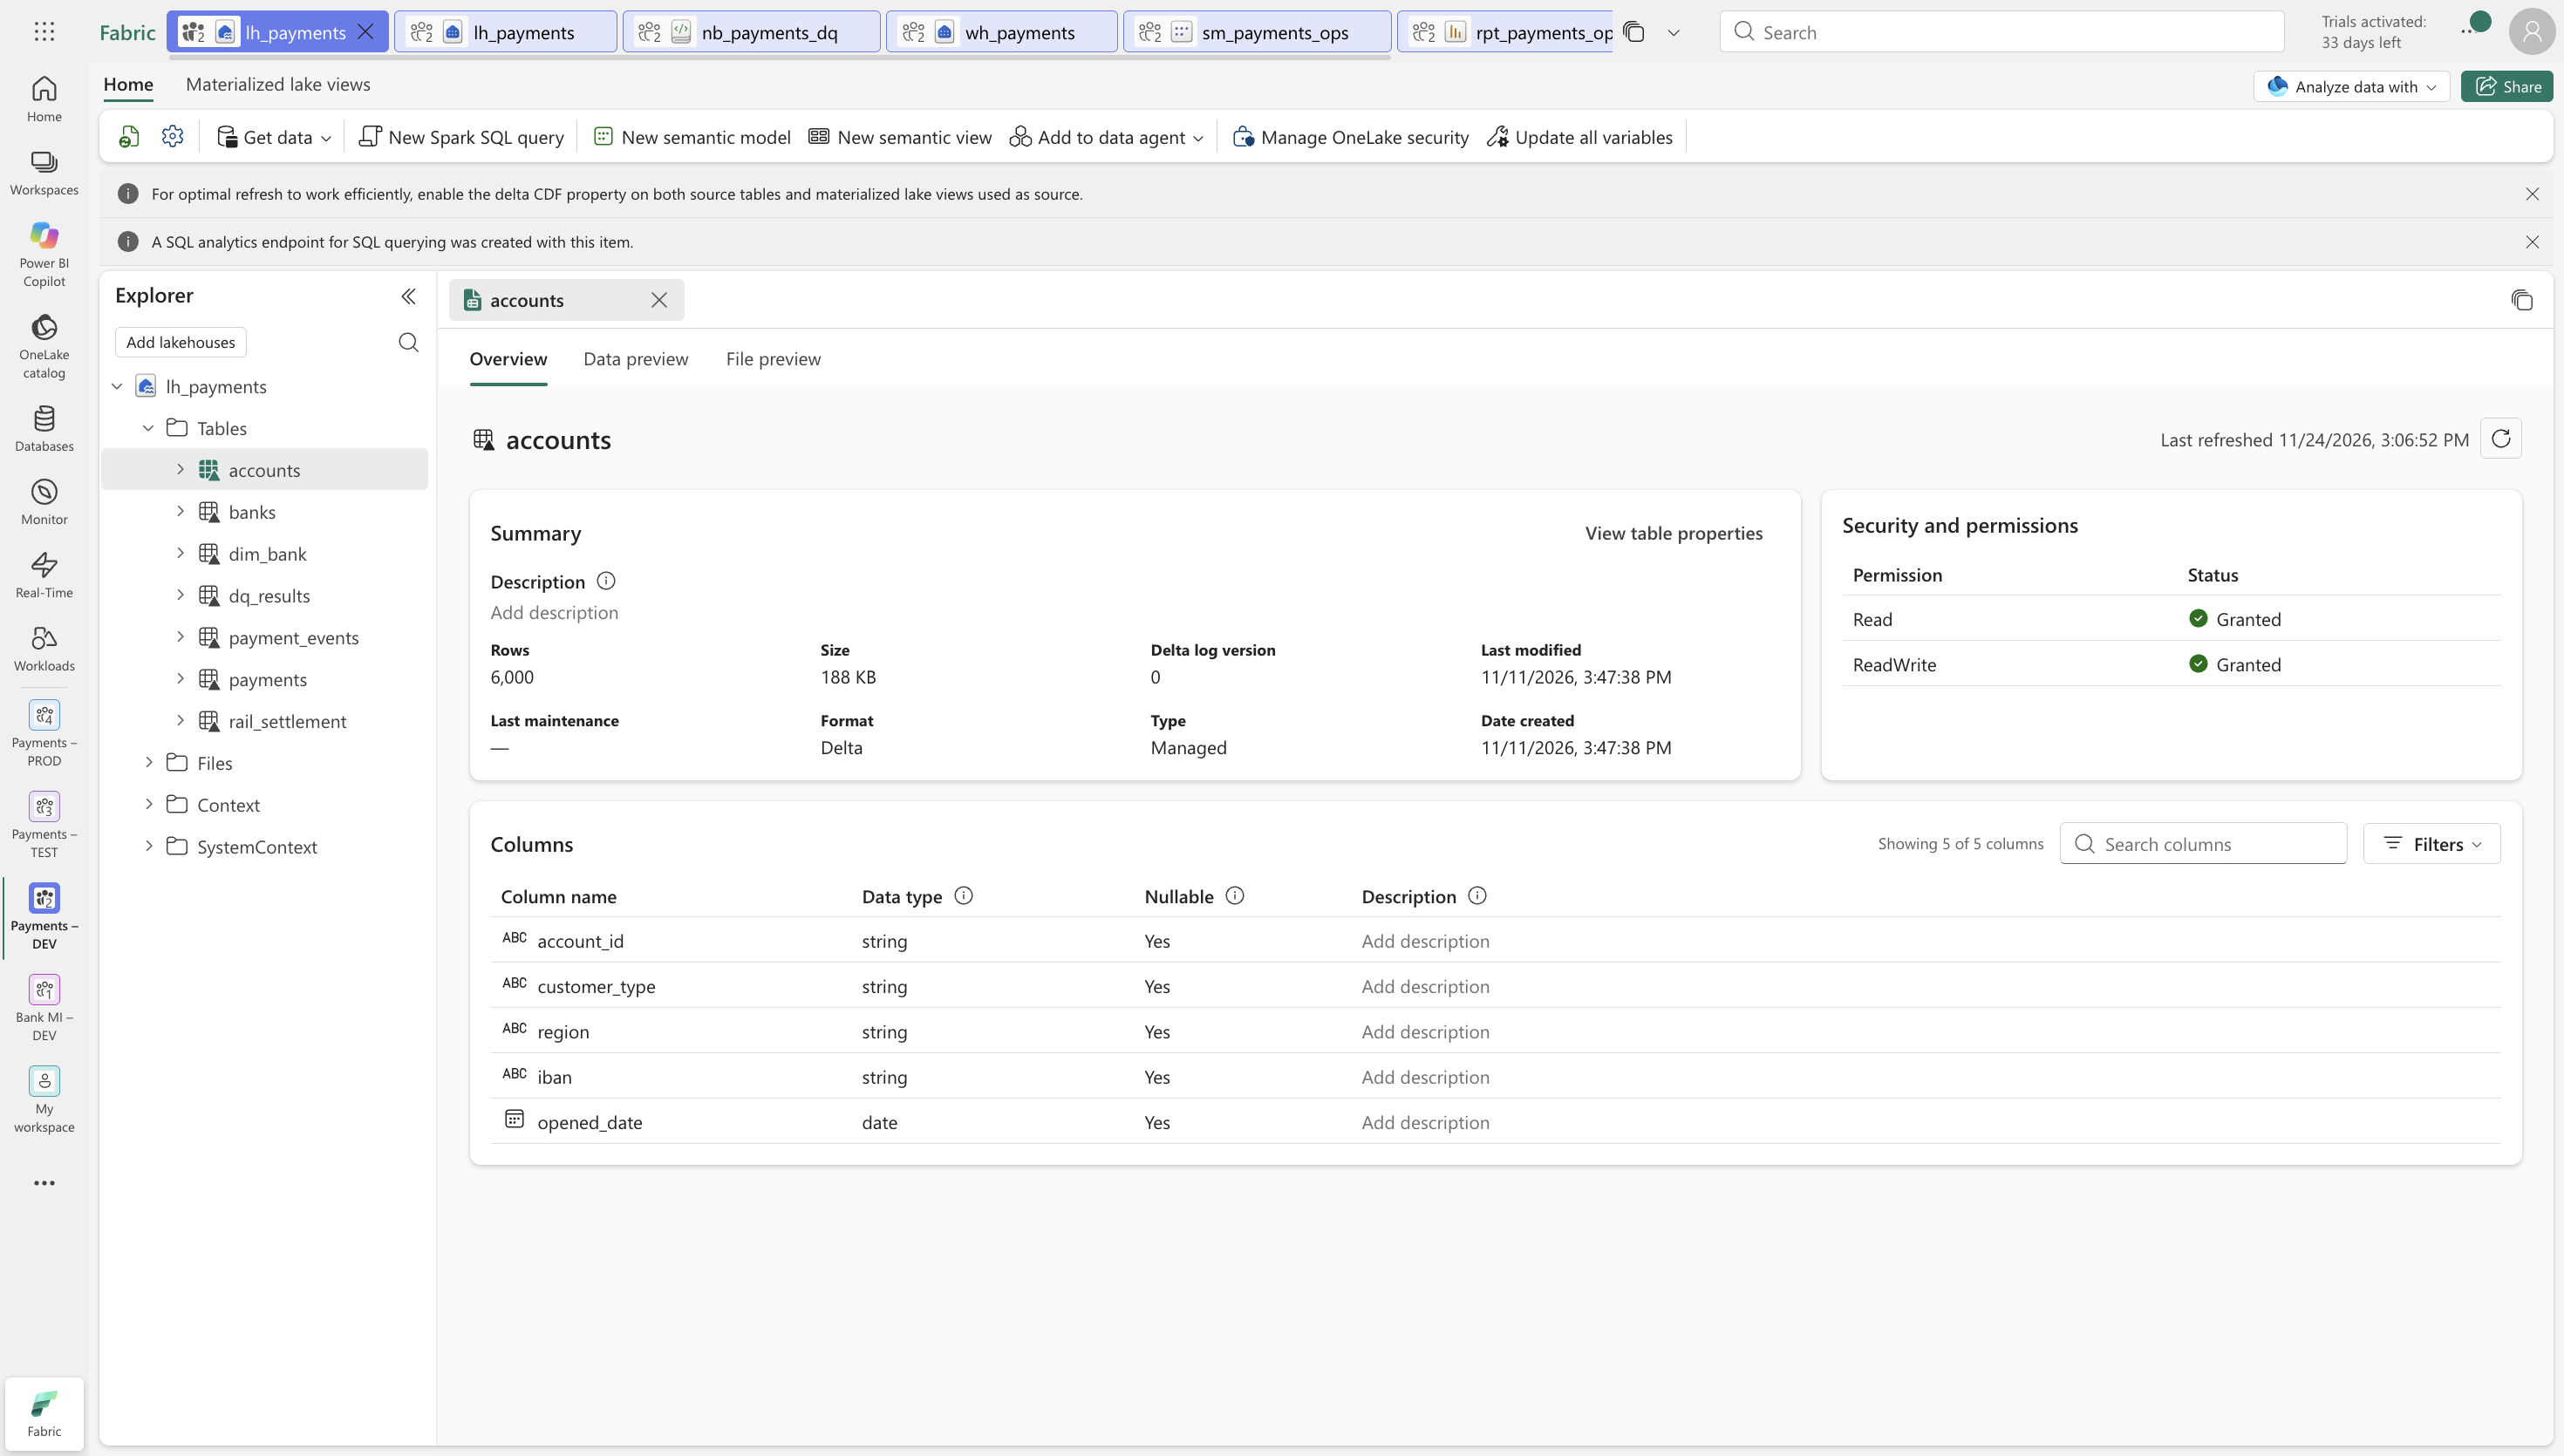 Fabric
2
lh_payments
2
lh_payments
2
nb_payments_dq
2
wh_payments
2
sm_payments_ops
2
rpt_payments_op
Search
Trials activated:
33 days left
Home
Workspaces
Power BI
Copilot
OneLake
catalog
Databases
Monitor
Real-Time
Workloads
4
Payments –
PROD
3
Payments –
TEST
2
Payments –
DEV
1
Bank MI –
DEV
My
workspace
Fabric
Home
Materialized lake views
Analyze data with
Share
Get data
New Spark SQL query
New semantic model
New semantic view
Add to data agent
Manage OneLake security
Update all variables
For optimal refresh to work efficiently, enable the delta CDF property on both source tables and materialized lake views used as source.
A SQL analytics endpoint for SQL querying was created with this item.
Explorer
Add lakehouses
lh_payments
Tables
accounts
banks
dim_bank
dq_results
payment_events
payments
rail_settlement
Files
Context
SystemContext
accounts
Overview
Data preview
File preview
accounts
Last refreshed 11/24/2026, 3:06:52 PM
Summary
View table properties
Description
Add description
Rows
Size
Delta log version
Last modified
6,000
188 KB
0
11/11/2026, 3:47:38 PM
Last maintenance
Format
Type
Date created
—
Delta
Managed
11/11/2026, 3:47:38 PM
Security and permissions
Permission
Status
Read
Granted
ReadWrite
Granted
Columns
Showing 5 of 5 columns
Search columns
Filters
Column name
Data type
Nullable
Description
ABC account_id
string
Yes
Add description
ABC customer_type
string
Yes
Add description
ABC region
string
Yes
Add description
ABC iban
string
Yes
Add description
opened_date
date
Yes
Add description